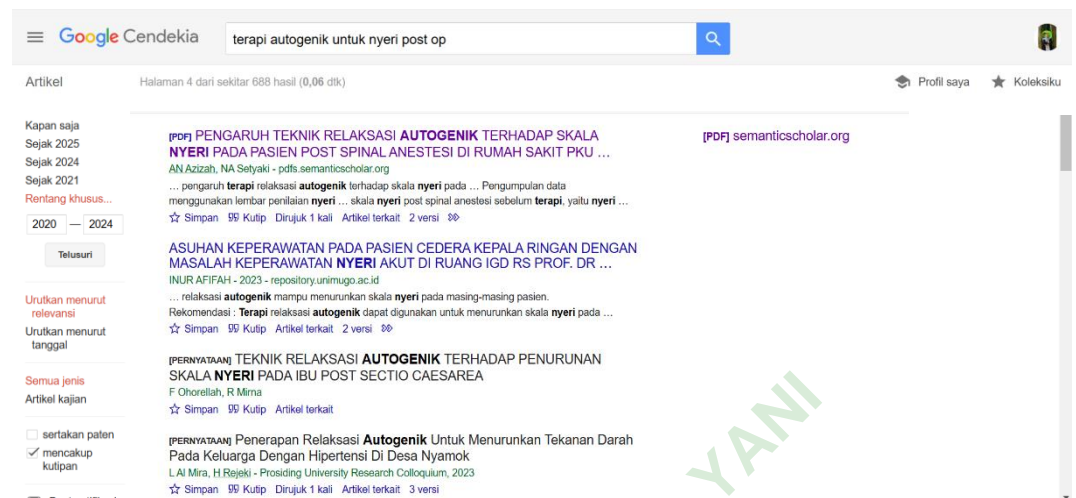 Google Cendekia
terapi autogenik untuk nyeri post op
Artikel
Halaman 4 dari sekitar 688 hasil (0,06 dtk)
Profil saya
Koleksiku
Kapan saja
Sejak 2025
Sejak 2024
Sejak 2021
Rentang khusus...
2020 — 2024
Telusuri
Urutkan menurut
relevansi
Urutkan menurut
tanggal
Semua jenis
Artikel kajian
sertakan paten
mencakup
kutipan
[PDF] PENGARUH TEKNIK RELAKSASI AUTOGENIK TERHADAP SKALA
NYERI PADA PASIEN POST SPINAL ANESTESI DI RUMAH SAKIT PKU ...
AN Azizah, NA Setyaki - pdfs.semanticscholar.org
... pengaruh terapi relaksasi autogenik terhadap skala nyeri pada ... Pengumpulan data
menggunakan lembar penilaian nyeri ... skala nyeri post spinal anestesi sebelum terapi, yaitu nyeri ...
Simpan Kutip Dirujuk 1 kali Artikel terkait 2 versi
[PDF] semanticscholar.org
ASUHAN KEPERAWATAN PADA PASIEN CEDERA KEPALA RINGAN DENGAN
MASALAH KEPERAWATAN NYERI AKUT DI RUANG IGD RS PROF. DR ...
INUR AFIFAH - 2023 - repository.unimugo.ac.id
... relaksasi autogenik mampu menurunkan skala nyeri pada masing-masing pasien.
Rekomendasi : Terapi relaksasi autogenik dapat digunakan untuk menurunkan skala nyeri pada ...
Simpan Kutip Artikel terkait 2 versi
[PERNYATAAN] TEKNIK RELAKSASI AUTOGENIK TERHADAP PENURUNAN
SKALA NYERI PADA IBU POST SECTIO CAESAREA
F Ohorellah, R Mirna
Simpan Kutip Artikel terkait
[PERNYATAAN] Penerapan Relaksasi Autogenik Untuk Menurunkan Tekanan Darah
Pada Keluarga Dengan Hipertensi Di Desa Nyamok
L Al Mira, H Rejeki - Prosiding University Research Colloquium, 2023
Simpan Kutip Dirujuk 1 kali Artikel terkait 3 versi
YANI